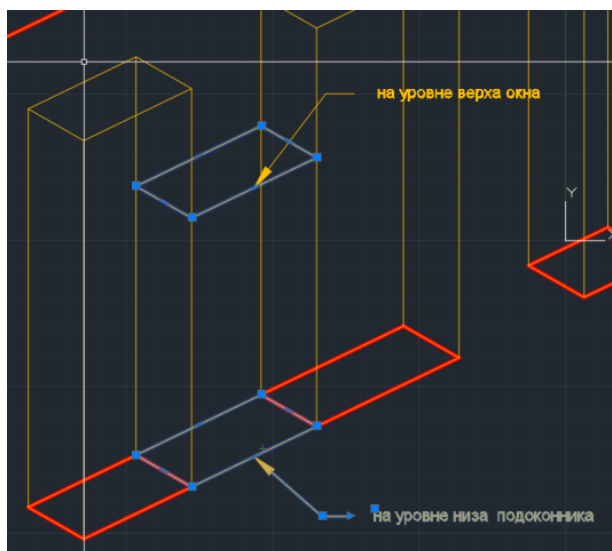 на уровне верха окна
Y
X
на уровне низа подоконника